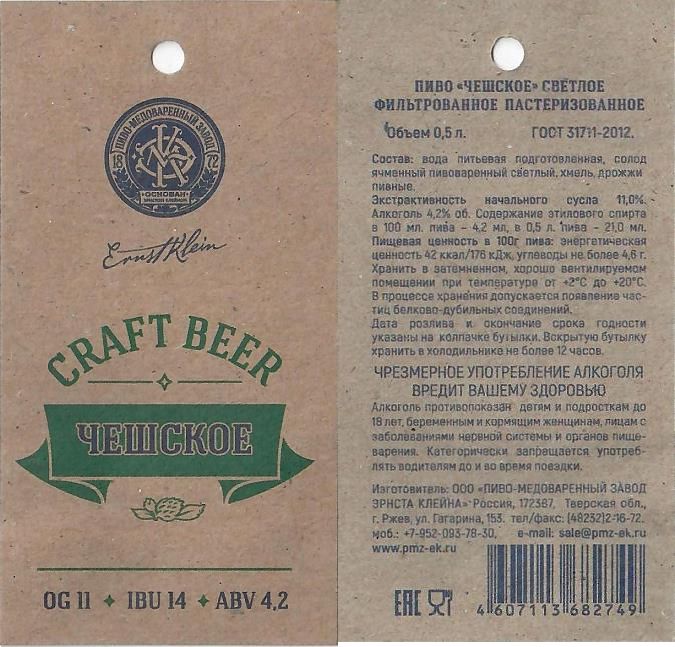 ПИВО-МЕДОВАРЕННЫЙ ЗАВОД
18 72
ОСНОВАН
ЭРНСТОМ КЛЕЙНОМ
Ernst Klein
CRAFT BEER
ЧЕШСКОЕ
OG 11 ✦ IBU 14 ✦ ABV 4,2
ПИВО «ЧЕШСКОЕ» СВЕТЛОЕ
ФИЛЬТРОВАННОЕ ПАСТЕРИЗОВАННОЕ
Объем 0,5 л. ГОСТ 31711-2012.
Состав: вода питьевая подготовленная, солод
ячменный пивоваренный светлый, хмель, дрожжи
пивные.
Экстрактивность начального сусла 11,0%.
Алкоголь 4,2% об. Содержание этилового спирта
в 100 мл. пива - 4,2 мл, в 0,5 л. пива - 21,0 мл.
Пищевая ценность в 100г пива: энергетическая
ценность 42 ккал/176 кДж, углеводы не более 4,6 г.
Хранить в затемненном, хорошо вентилируемом
помещении при температуре от +2°С до +20°С.
В процессе хранения допускается появление час-
тиц белково-дубильных соединений.
Дата розлива и окончание срока годности
указаны на колпачке бутылки. Вскрытую бутылку
хранить в холодильнике не более 12 часов.
ЧРЕЗМЕРНОЕ УПОТРЕБЛЕНИЕ АЛКОГОЛЯ
ВРЕДИТ ВАШЕМУ ЗДОРОВЬЮ
Алкоголь противопоказан детям и подросткам до
18 лет, беременным и кормящим женщинам, лицам с
заболеваниями нервной системы и органов пище-
варения. Категорически запрещается употреб-
лять водителям до и во время поездки.
Изготовитель: ООО «ПИВО-МЕДОВАРЕННЫЙ ЗАВОД
ЭРНСТА КЛЕЙНА» Россия, 172387, Тверская обл.,
г. Ржев, ул. Гагарина, 153. тел/факс: (48232)2-16-72.
моб.: +7-952-093-78-30. e-mail: sale@pmz-ek.ru
www.pmz-ek.ru
EAC
4 607113 682749